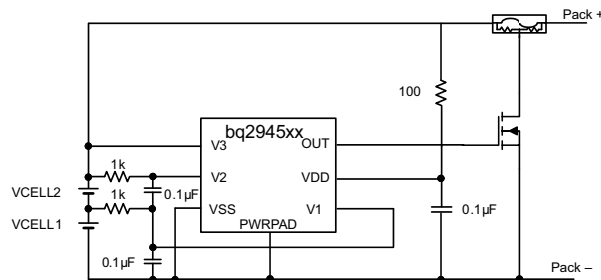 Pack +
100
bq2945xx
V3
OUT
1k
V2
VDD
VCELL2
1k
0.1µF
0.1µF
VSS
V1
VCELL1
PWRPAD
0.1µF
Pack –